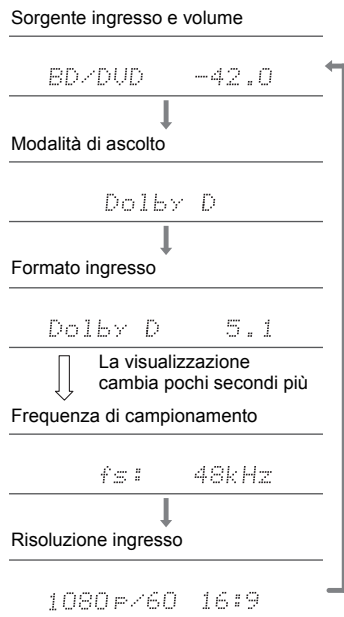 Sorgente ingresso e volume
BD/DVD -42.0
Modalità di ascolto
Dolby D
Formato ingresso
Dolby D 5.1
La visualizzazione
cambia pochi secondi più
Frequenza di campionamento
fs: 48kHz
Risoluzione ingresso
1080p/60 16:9